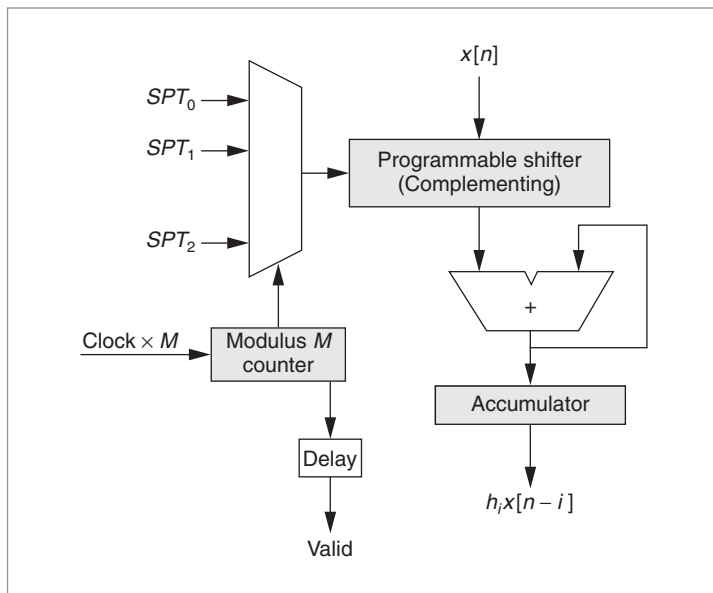 x[n]
SPT₀
SPT₁
SPT₂
Programmable shifter
(Complementing)
+
Clock × M
Modulus M
counter
Accumulator
Delay
hᵢx[n – i]
Valid